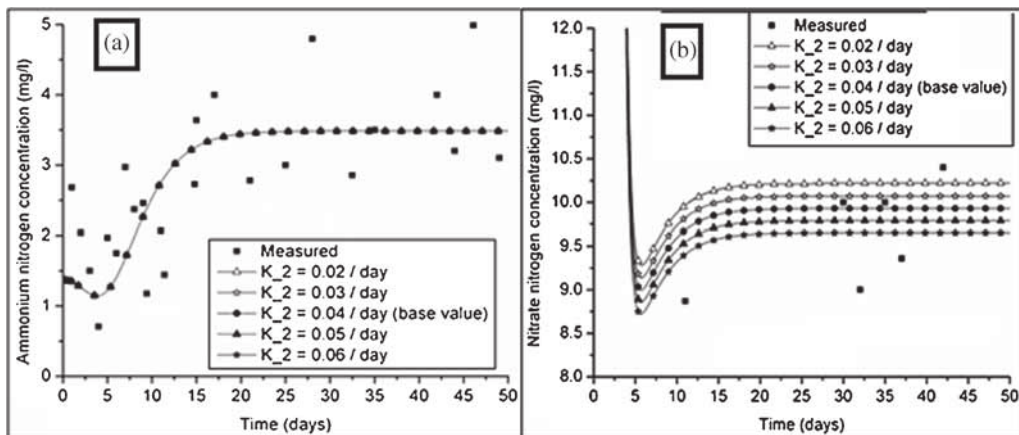 (a)
Ammonium nitrogen concentration (mg/l)
5
4
3
2
1
0
Measured
K_2 = 0.02 / day
K_2 = 0.03 / day
K_2 = 0.04 / day (base value)
K_2 = 0.05 / day
K_2 = 0.06 / day
0 5 10 15 20 25 30 35 40 45 50
Time (days)
(b)
Nitrate nitrogen concentration (mg/l)
12.0
11.5
11.0
10.5
10.0
9.5
9.0
8.5
8.0
Measured
K_2 = 0.02 / day
K_2 = 0.03 / day
K_2 = 0.04 / day (base value)
K_2 = 0.05 / day
K_2 = 0.06 / day
0 5 10 15 20 25 30 35 40 45 50
Time (days)